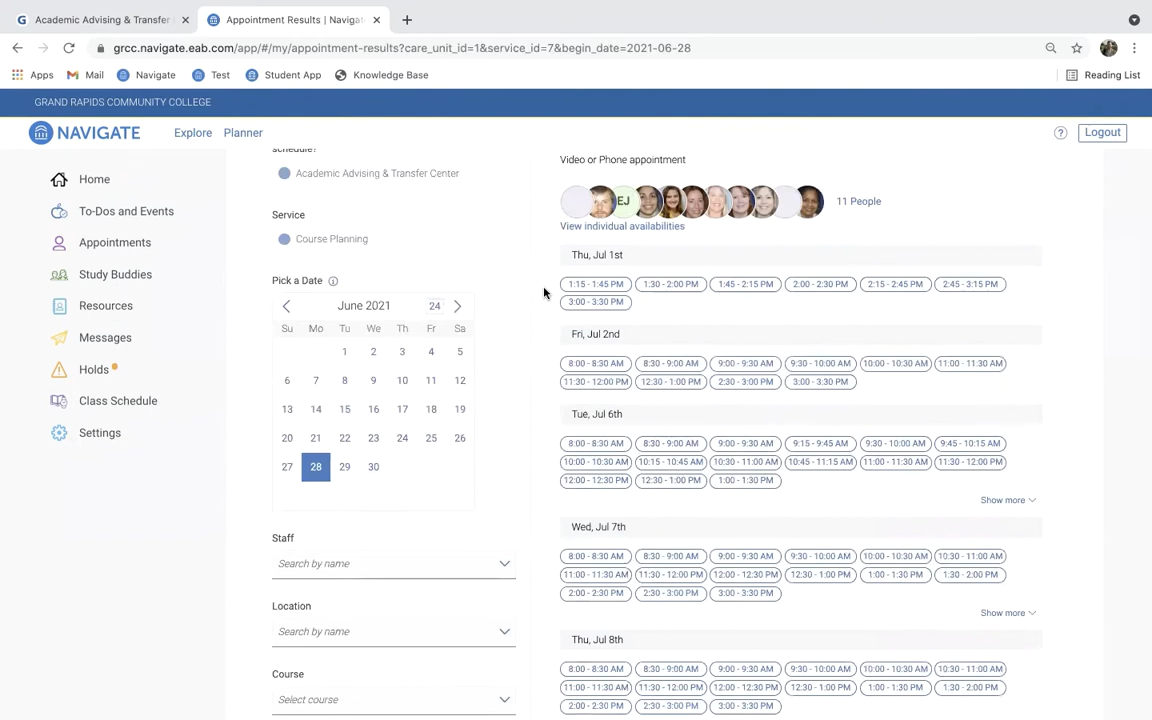 Academic Advising & Transfer
Appointment Results | Naviga
grcc.navigate.eab.com/app/#/my/appointment-results?care_unit_id=1&service_id=7&begin_date=2021-06-28
Apps Mail Navigate Test Student App Knowledge Base Reading List
GRAND RAPIDS COMMUNITY COLLEGE
NAVIGATE Explore Planner ? Logout
Home
To-Dos and Events
Appointments
Study Buddies
Resources
Messages
Holds
Class Schedule
Settings
schedule?
Academic Advising & Transfer Center
Service
Course Planning
Pick a Date
June 2021 24
Su Mo Tu We Th Fr Sa
1 2 3 4 5
6 7 8 9 10 11 12
13 14 15 16 17 18 19
20 21 22 23 24 25 26
27 28 29 30
Staff
Search by name
Location
Search by name
Course
Select course
Video or Phone appointment
EJ 11 People
View individual availabilities
Thu, Jul 1st
1:15 - 1:45 PM 1:30 - 2:00 PM 1:45 - 2:15 PM 2:00 - 2:30 PM 2:15 - 2:45 PM 2:45 - 3:15 PM
3:00 - 3:30 PM
Fri, Jul 2nd
8:00 - 8:30 AM 8:30 - 9:00 AM 9:00 - 9:30 AM 9:30 - 10:00 AM 10:00 - 10:30 AM 11:00 - 11:30 AM
11:30 - 12:00 PM 12:30 - 1:00 PM 2:30 - 3:00 PM 3:00 - 3:30 PM
Tue, Jul 6th
8:00 - 8:30 AM 8:30 - 9:00 AM 9:00 - 9:30 AM 9:15 - 9:45 AM 9:30 - 10:00 AM 9:45 - 10:15 AM
10:00 - 10:30 AM 10:15 - 10:45 AM 10:30 - 11:00 AM 10:45 - 11:15 AM 11:00 - 11:30 AM 11:30 - 12:00 PM
12:00 - 12:30 PM 12:30 - 1:00 PM 1:00 - 1:30 PM
Show more
Wed, Jul 7th
8:00 - 8:30 AM 8:30 - 9:00 AM 9:00 - 9:30 AM 9:30 - 10:00 AM 10:00 - 10:30 AM 10:30 - 11:00 AM
11:00 - 11:30 AM 11:30 - 12:00 PM 12:00 - 12:30 PM 12:30 - 1:00 PM 1:00 - 1:30 PM 1:30 - 2:00 PM
2:00 - 2:30 PM 2:30 - 3:00 PM 3:00 - 3:30 PM
Show more
Thu, Jul 8th
8:00 - 8:30 AM 8:30 - 9:00 AM 9:00 - 9:30 AM 9:30 - 10:00 AM 10:00 - 10:30 AM 10:30 - 11:00 AM
11:00 - 11:30 AM 11:30 - 12:00 PM 12:00 - 12:30 PM 12:30 - 1:00 PM 1:00 - 1:30 PM 1:30 - 2:00 PM
2:00 - 2:30 PM 2:30 - 3:00 PM 3:00 - 3:30 PM